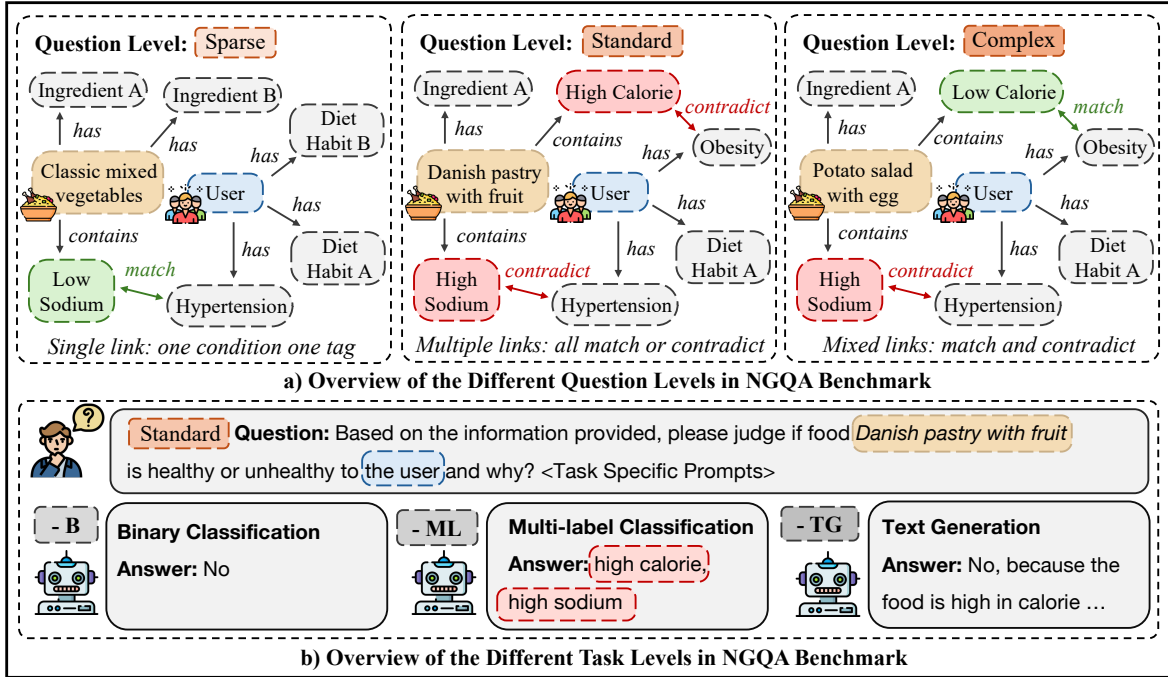 Question Level: Sparse
Ingredient A
Ingredient B
has
has
Diet
Habit B
Classic mixed
vegetables
User
has
has
contains
has
Diet
Habit A
Low
Sodium
match
Hypertension
Single link: one condition one tag
Question Level: Standard
Ingredient A
High Calorie
contradict
has
contains
Obesity
has
Danish pastry
with fruit
User
has
contains
has
Diet
Habit A
High
Sodium
contradict
Hypertension
Multiple links: all match or contradict
Question Level: Complex
Ingredient A
Low Calorie
match
has
contains
Obesity
has
Potato salad
with egg
User
has
contains
has
Diet
Habit A
High
Sodium
contradict
Hypertension
Mixed links: match and contradict
a) Overview of the Different Question Levels in NGQA Benchmark
?
Standard Question: Based on the information provided, please judge if food Danish pastry with fruit
is healthy or unhealthy to the user and why? <Task Specific Prompts>
- B
Binary Classification
Answer: No
- ML
Multi-label Classification
Answer: high calorie,
high sodium
- TG
Text Generation
Answer: No, because the
food is high in calorie ...
b) Overview of the Different Task Levels in NGQA Benchmark